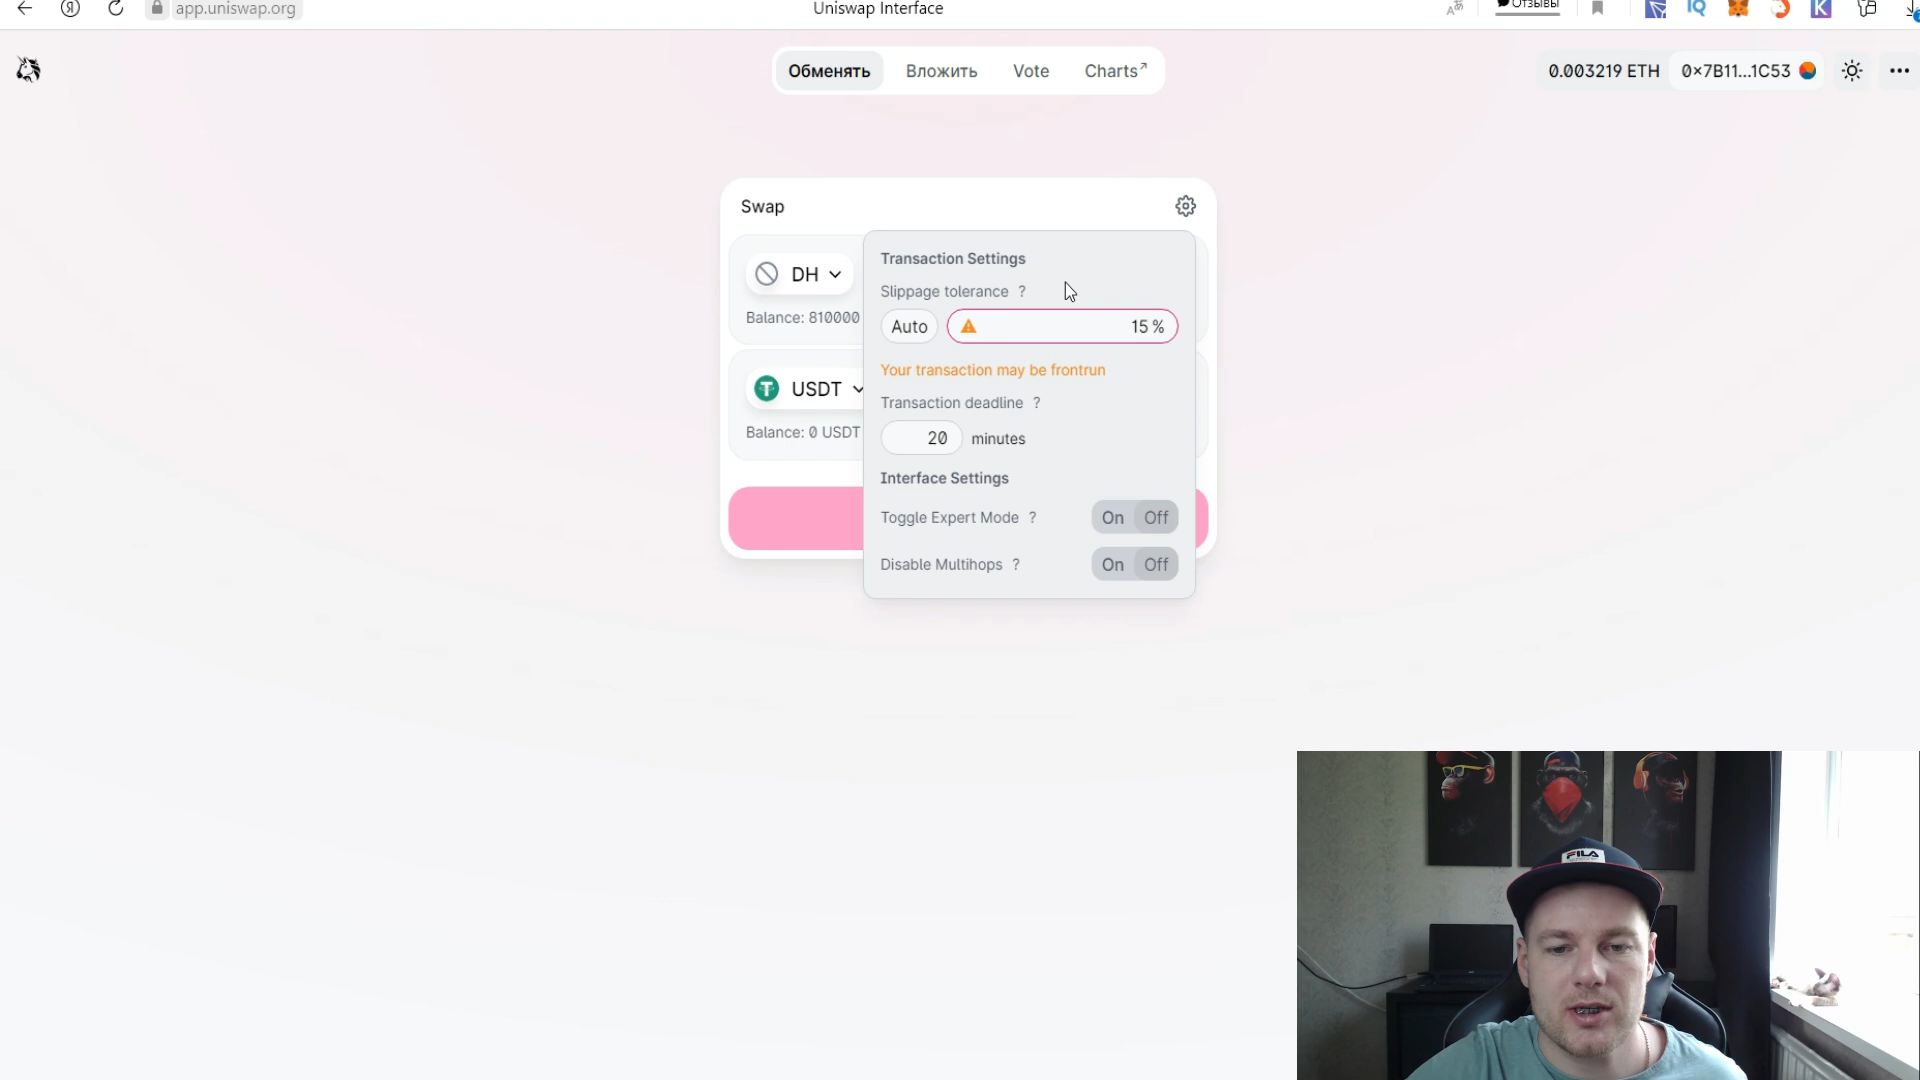 app.uniswap.org
Uniswap Interface
Отзывы
Обменять
Вложить
Vote
Charts↗
0.003219 ETH
0x7B11...1C53
Swap
DH
Balance: 810000
USDT
Balance: 0 USDT
Transaction Settings
Slippage tolerance ?
Auto
15 %
Your transaction may be frontrun
Transaction deadline ?
20 minutes
Interface Settings
Toggle Expert Mode ?
On Off
Disable Multihops ?
On Off
FILA